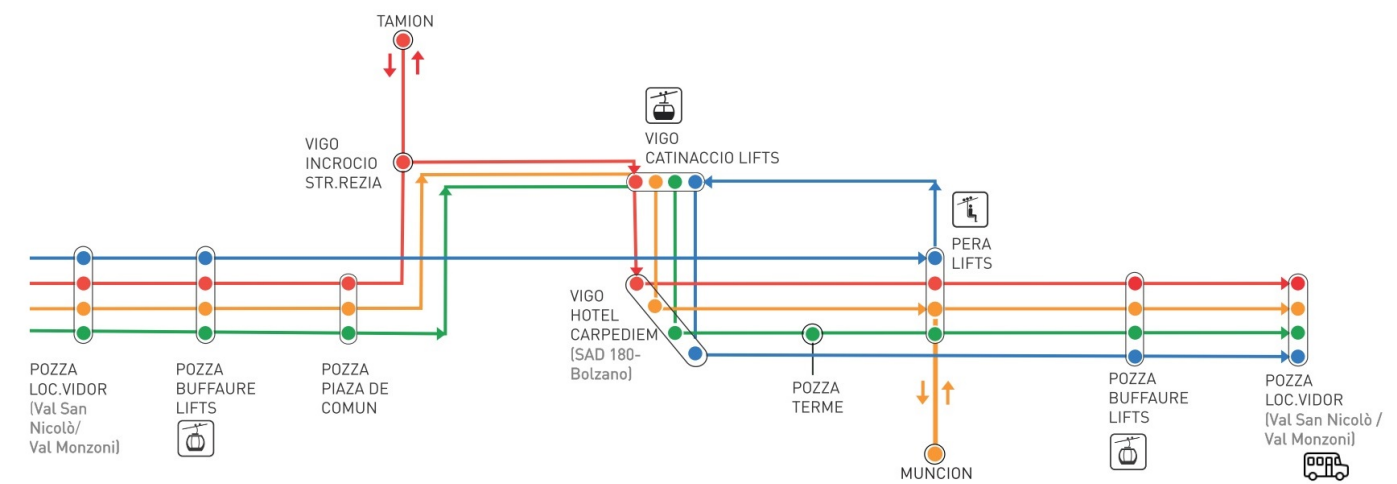 TAMION
VIGO
INCROCIO
STR.REZIA
VIGO
CATINACCIO LIFTS
PERA
LIFTS
VIGO
HOTEL
CARPEDIEM
(SAD 180-
Bolzano)
POZZA
LOC.VIDOR
(Val San
Nicolò/
Val Monzoni)
POZZA
BUFFAURE
LIFTS
POZZA
PIAZA DE
COMUN
POZZA
TERME
MUNCION
POZZA
BUFFAURE
LIFTS
POZZA
LOC.VIDOR
(Val San Nicolò /
Val Monzoni)